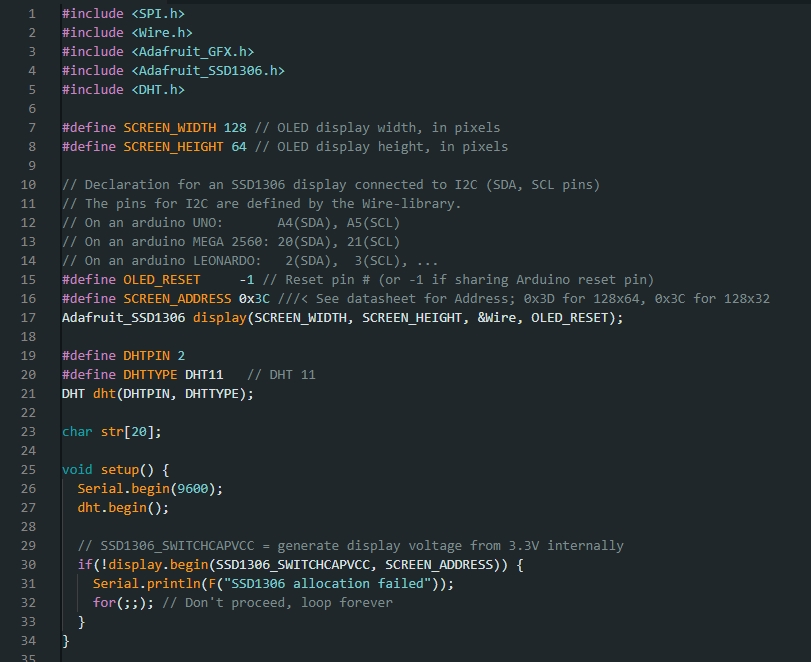 1 #include <SPI.h>
2 #include <Wire.h>
3 #include <Adafruit_GFX.h>
4 #include <Adafruit_SSD1306.h>
5 #include <DHT.h>
6
7 #define SCREEN_WIDTH 128 // OLED display width, in pixels
8 #define SCREEN_HEIGHT 64 // OLED display height, in pixels
9
10 // Declaration for an SSD1306 display connected to I2C (SDA, SCL pins)
11 // The pins for I2C are defined by the Wire-library.
12 // On an arduino UNO:       A4(SDA), A5(SCL)
13 // On an arduino MEGA 2560: 20(SDA), 21(SCL)
14 // On an arduino LEONARDO:   2(SDA),  3(SCL), ...
15 #define OLED_RESET     -1 // Reset pin # (or -1 if sharing Arduino reset pin)
16 #define SCREEN_ADDRESS 0x3C ///< See datasheet for Address; 0x3D for 128x64, 0x3C for 128x32
17 Adafruit_SSD1306 display(SCREEN_WIDTH, SCREEN_HEIGHT, &Wire, OLED_RESET);
18
19 #define DHTPIN 2
20 #define DHTTYPE DHT11   // DHT 11
21 DHT dht(DHTPIN, DHTTYPE);
22
23 char str[20];
24
25 void setup() {
26   Serial.begin(9600);
27   dht.begin();
28
29   // SSD1306_SWITCHCAPVCC = generate display voltage from 3.3V internally
30   if(!display.begin(SSD1306_SWITCHCAPVCC, SCREEN_ADDRESS)) {
31     Serial.println(F("SSD1306 allocation failed"));
32     for(;;); // Don't proceed, loop forever
33   }
34 }
35